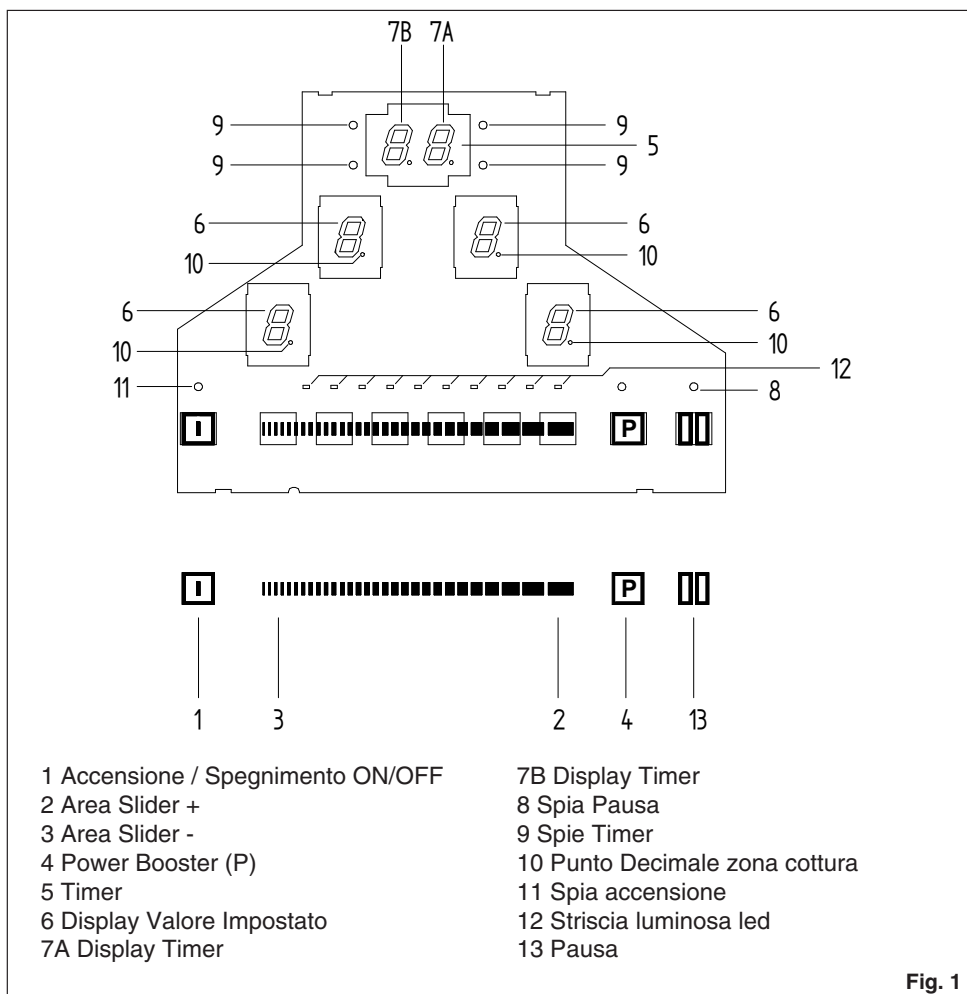 7B 7A
9 9
5
9 9
6 6
10 10
6 6
10 10
12
11 8
I P
I P
1 3 2 4 13
1 Accensione / Spegnimento ON/OFF
2 Area Slider +
3 Area Slider -
4 Power Booster (P)
5 Timer
6 Display Valore Impostato
7A Display Timer
7B Display Timer
8 Spia Pausa
9 Spie Timer
10 Punto Decimale zona cottura
11 Spia accensione
12 Striscia luminosa led
13 Pausa
Fig. 1